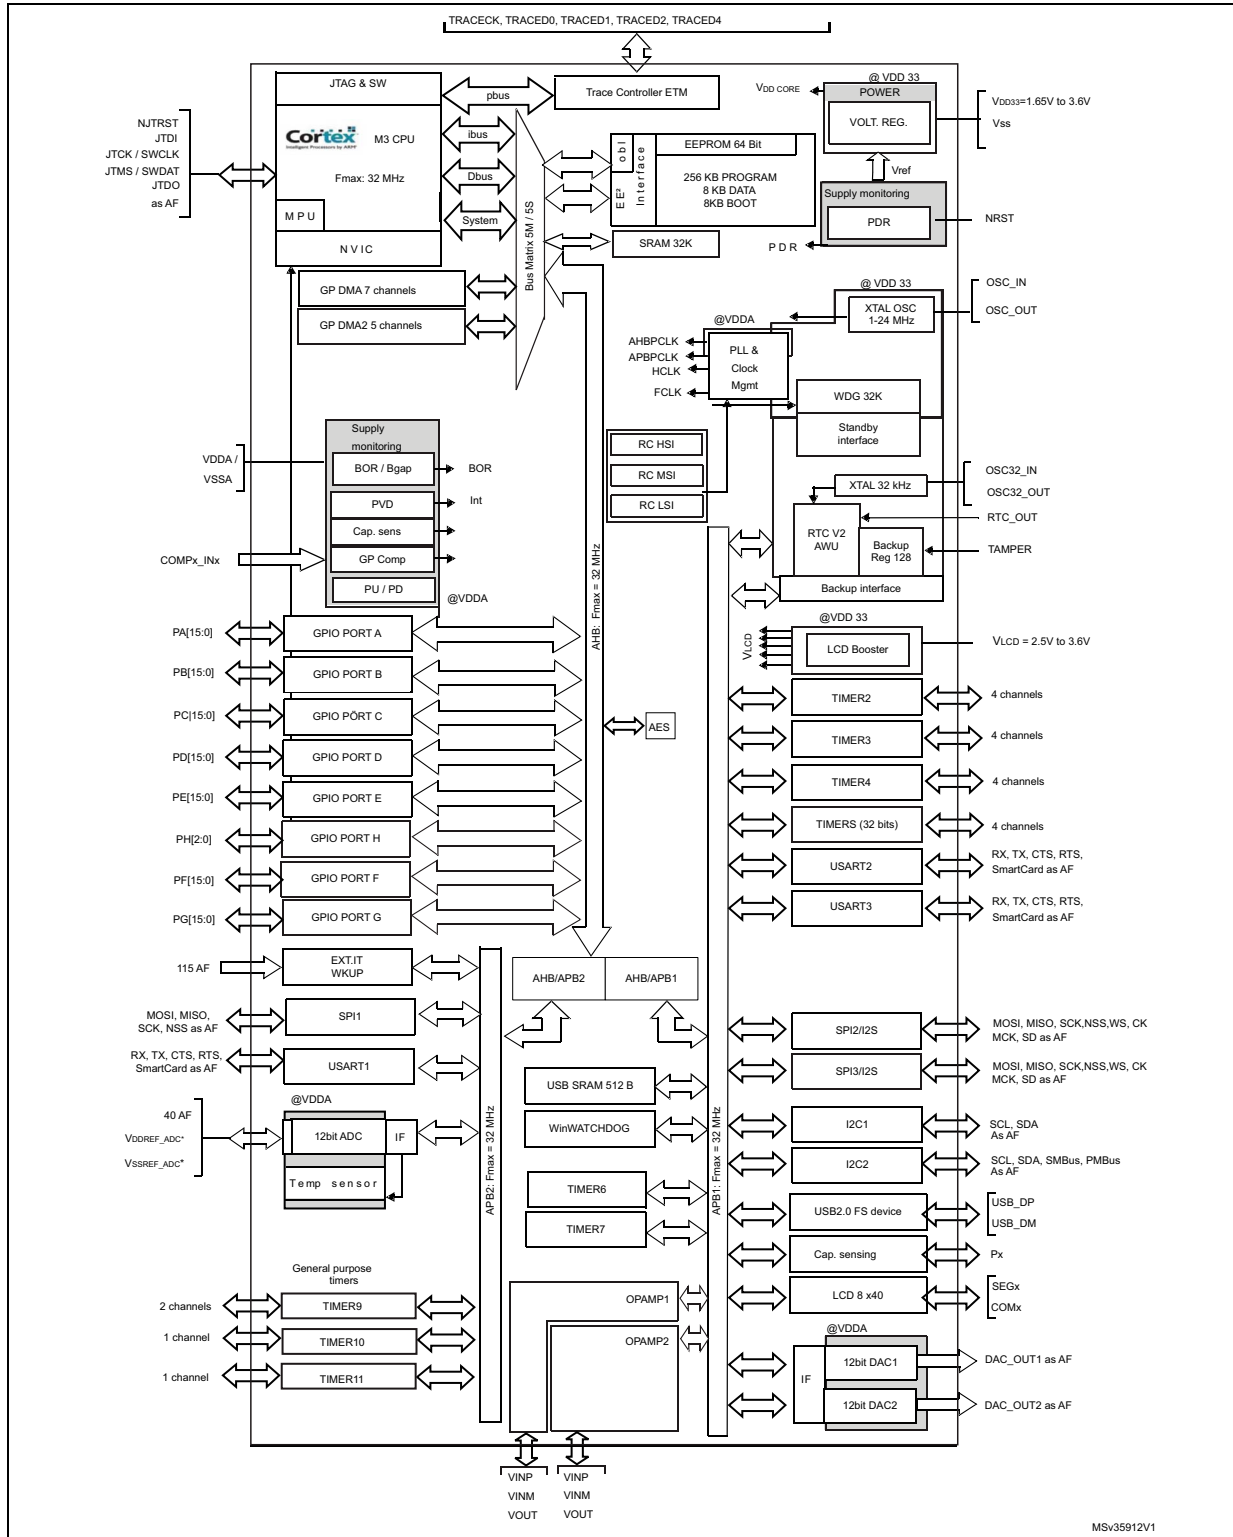 TRACECK, TRACED0, TRACED1, TRACED2, TRACED4
JTAG & SW
pbus
Trace Controller ETM
@ VDD 33
VDD CORE
POWER
VOLT. REG.
VDD33=1.65V to 3.6V
Vss
NJTRST
JTDI
JTCK / SWCLK
JTMS / SWDAT
JTDO
as AF
Cortex
Intelligent Processors by ARM
M3 CPU
Fmax: 32 MHz
M P U
N V I C
ibus
Dbus
System
Bus Matrix 5M / 5S
obl
EE² Interface
EEPROM 64 Bit
256 KB PROGRAM
8 KB DATA
8KB BOOT
SRAM 32K
Vref
Supply monitoring
PDR
NRST
P D R
GP DMA 7 channels
GP DMA2 5 channels
@ VDD 33
XTAL OSC
1-24 MHz
OSC_IN
OSC_OUT
@VDDA
AHBPCLK
APBPCLK
HCLK
FCLK
PLL &
Clock
Mgmt
WDG 32K
Standby
interface
RC HSI
RC MSI
RC LSI
Supply
monitoring
VDDA /
VSSA
BOR / Bgap
BOR
PVD
Int
Cap. sens
COMPx_INx
GP Comp
PU / PD
@VDDA
XTAL 32 kHz
OSC32_IN
OSC32_OUT
RTC_OUT
RTC V2
AWU
Backup
Reg 128
TAMPER
Backup interface
AHB: Fmax = 32 MHz
@VDD 33
VLCD
LCD Booster
VLCD = 2.5V to 3.6V
PA[15:0]
GPIO PORT A
PB[15:0]
GPIO PORT B
PC|15:0]
GPIO PÖRT C
PD[15:0]
GPIO PORT D
PE[15:0]
GPIO PORT E
PH[2:0]
GPIO PORT H
PF[15:0]
GPIO PORT F
PG[15:0]
GPIO PORT G
AES
TIMER2
4 channels
TIMER3
4 channels
TIMER4
4 channels
TIMERS (32 bits)
4 channels
USART2
RX, TX, CTS, RTS,
SmartCard as AF
USART3
RX, TX, CTS, RTS,
SmartCard as AF
115 AF
EXT.IT
WKUP
AHB/APB2
AHB/APB1
MOSI, MISO,
SCK, NSS as AF
SPI1
RX, TX, CTS, RTS,
SmartCard as AF
USART1
@VDDA
40 AF
VDDREF_ADC*
VSSREF_ADC*
12bit ADC
IF
Temp sensor
APB2: Fmax = 32 MHz
USB SRAM 512 B
WinWATCHDOG
TIMER6
TIMER7
APB1: Fmax = 32 MHz
SPI2/I2S
MOSI, MISO, SCK,NSS,WS, CK
MCK, SD as AF
SPI3/I2S
MOSI, MISO, SCK,NSS,WS, CK
MCK, SD as AF
I2C1
SCL, SDA
As AF
I2C2
SCL, SDA, SMBus, PMBus
As AF
USB2.0 FS device
USB_DP
USB_DM
Cap. sensing
Px
LCD 8 x40
SEGx
COMx
General purpose
timers
2 channels
TIMER9
1 channel
TIMER10
1 channel
TIMER11
OPAMP1
OPAMP2
@VDDA
IF
12bit DAC1
DAC_OUT1 as AF
12bit DAC2
DAC_OUT2 as AF
VINP
VINM
VOUT
VINP
VINM
VOUT
MSv35912V1